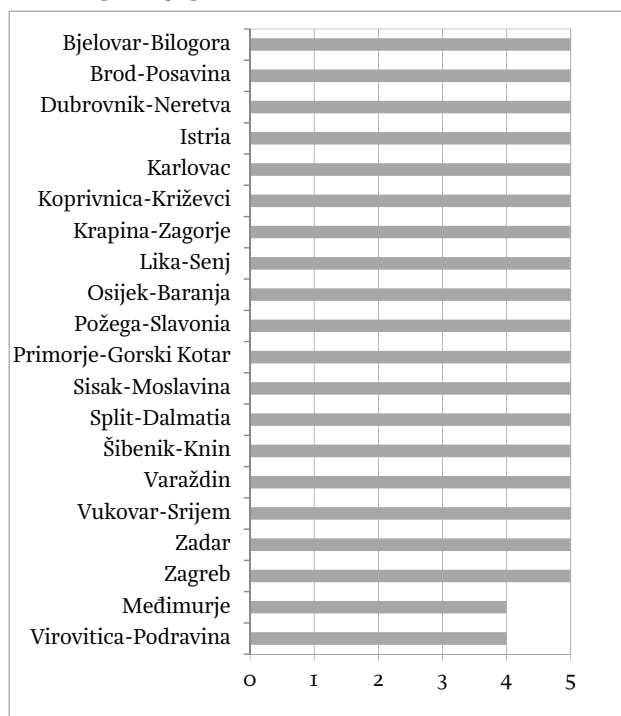 Bjelovar-Bilogora
Brod-Posavina
Dubrovnik-Neretva
Istria
Karlovac
Koprivnica-Križevci
Krapina-Zagorje
Lika-Senj
Osijek-Baranja
Požega-Slavonia
Primorje-Gorski Kotar
Sisak-Moslavina
Split-Dalmatia
Šibenik-Knin
Varaždin
Vukovar-Srijem
Zadar
Zagreb
Međimurje
Virovitica-Podravina
0 1 2 3 4 5